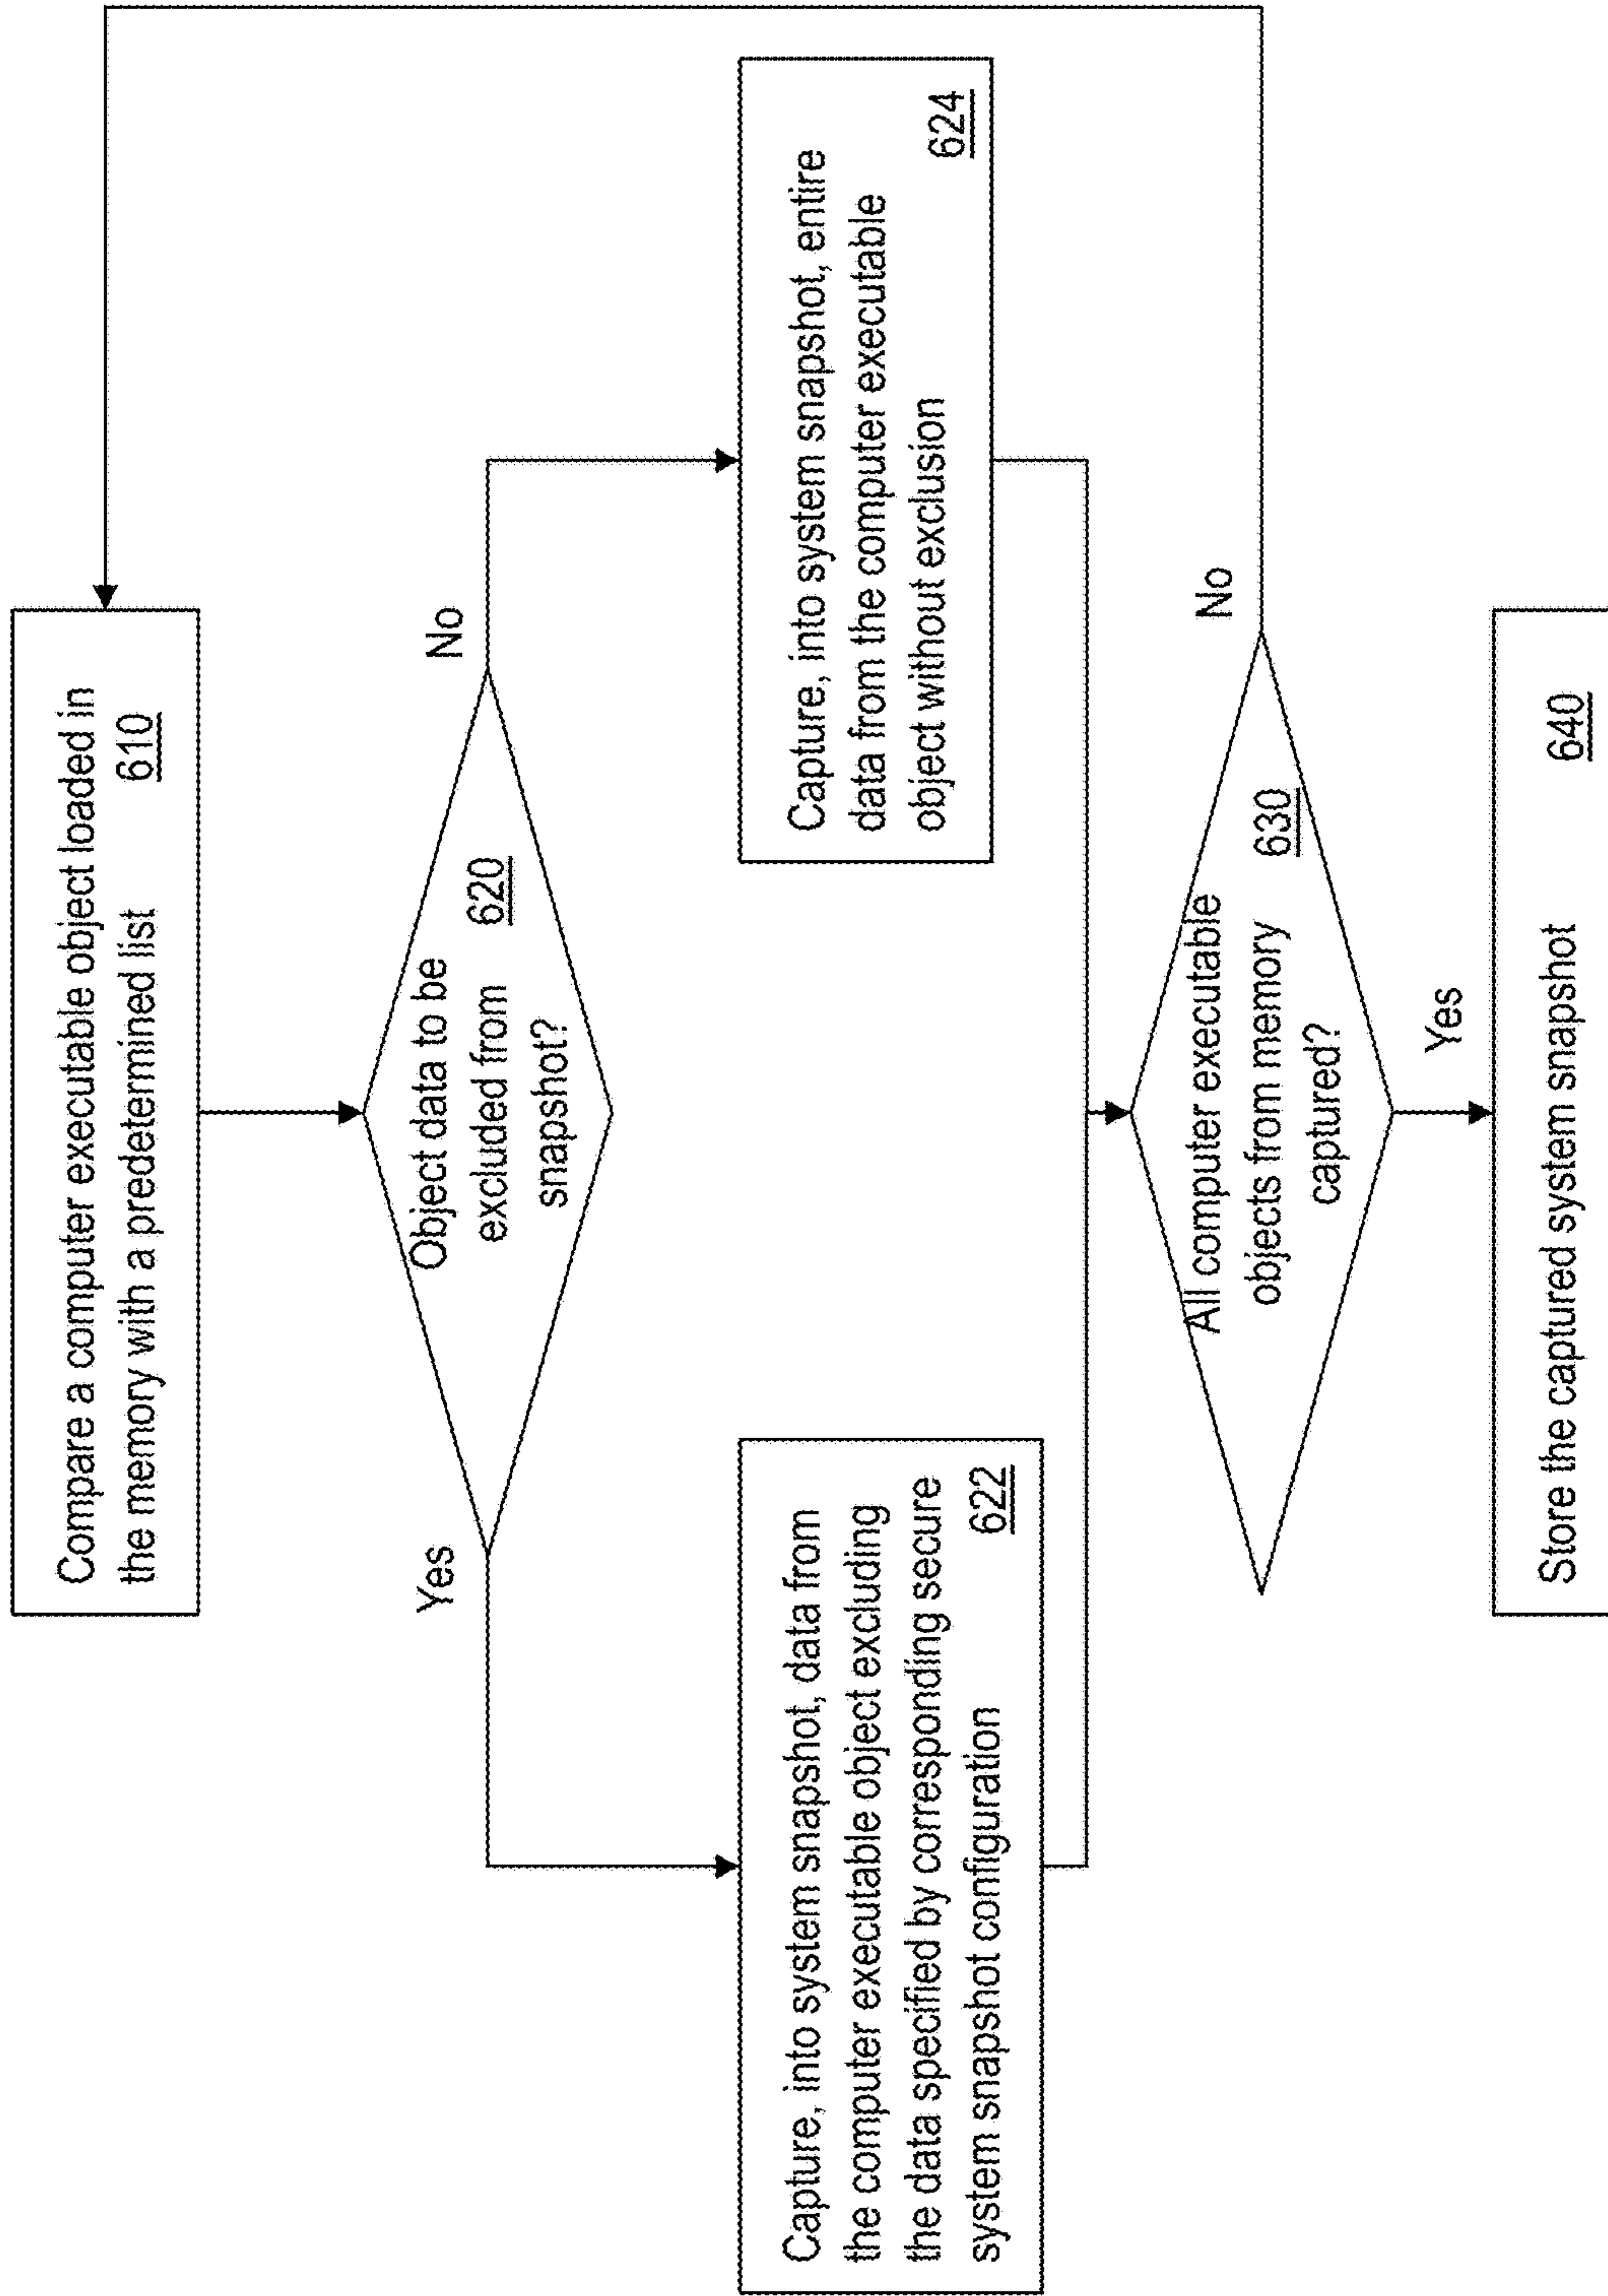 Compare a computer executable object loaded in
the memory with a predetermined list 610
Object data to be
excluded from 620
snapshot?
Yes
No
Capture, into system snapshot, data from
the computer executable object excluding
the data specified by corresponding secure
system snapshot configuration 622
Capture, into system snapshot, entire
data from the computer executable
object without exclusion 624
All computer executable
objects from memory 630
captured?
No
Yes
Store the captured system snapshot 640